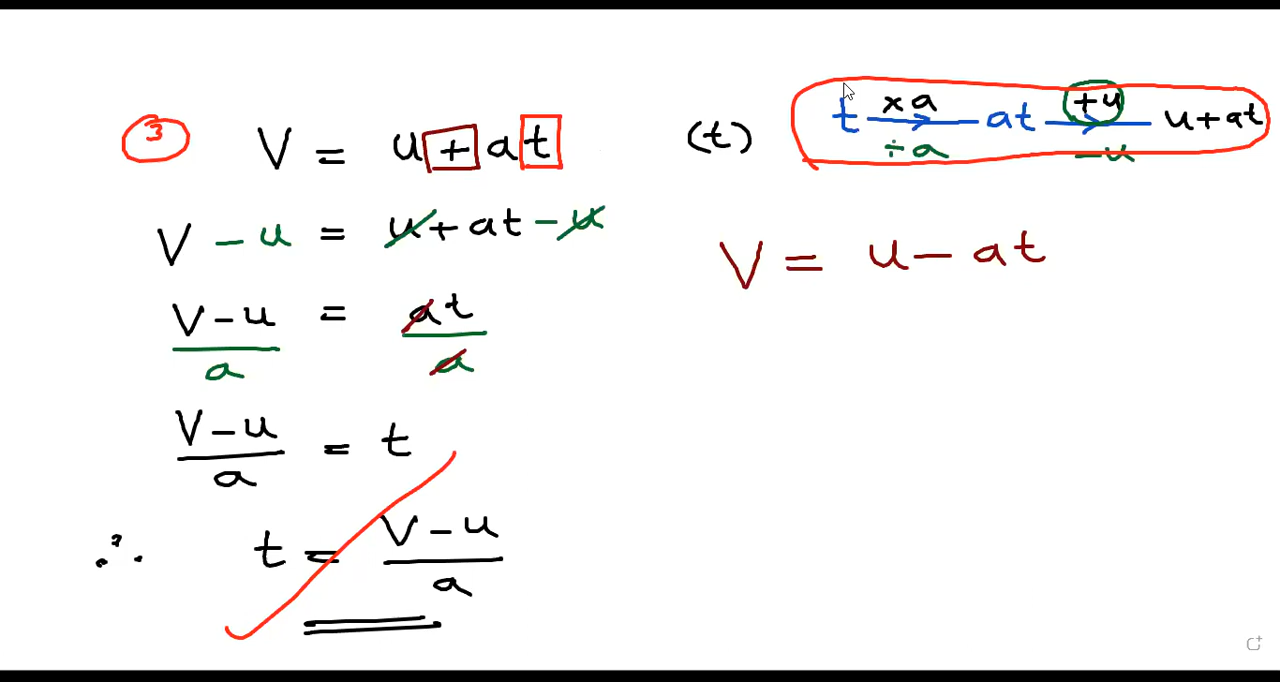 ③ V = u + at
V - u = u + at - u
V - u / a = at / a
V - u / a = t
∴ t = V - u / a
(t) t ×a → at +u → u + at
÷a -u
V = u - at